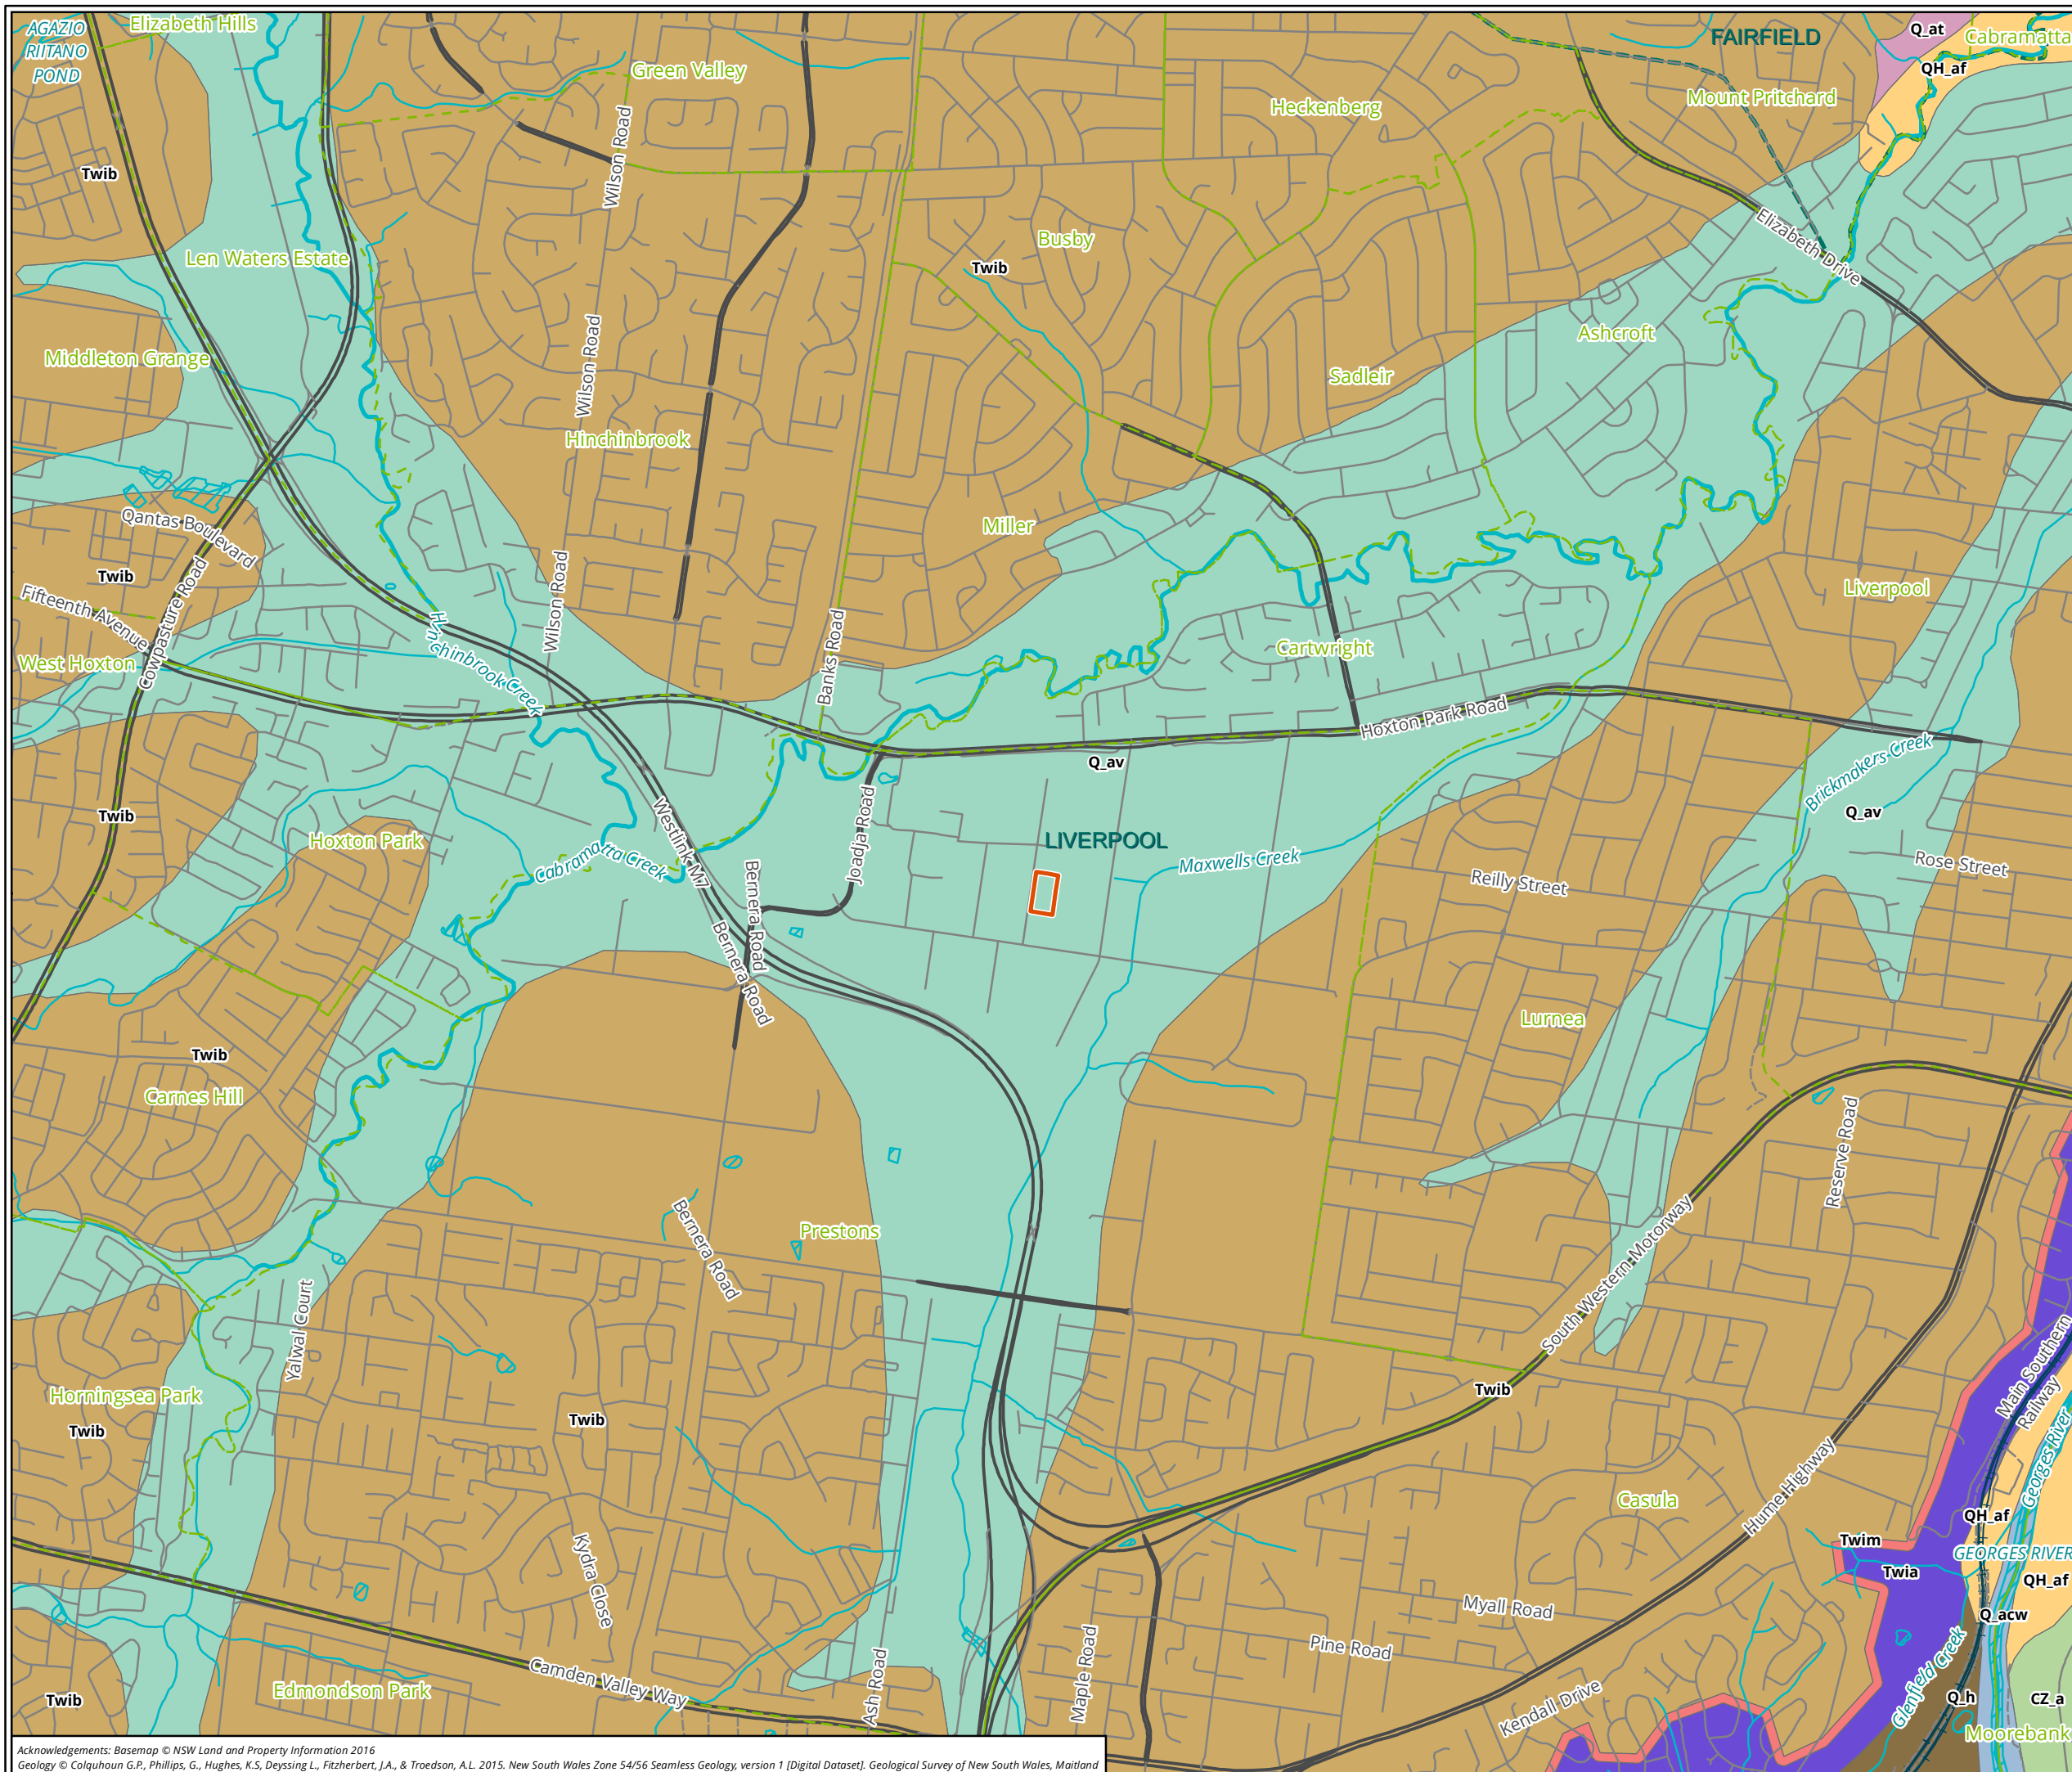 AGAZIO
RIITANO
POND
Elizabeth Hills
Green Valley
Heckenberg
FAIRFIELD
Mount Pritchard
Q_at
Cabramatta
QH_af
Twib
Wilson Road
Len Waters Estate
Busby
Twib
Elizabeth Drive
Middleton Grange
Wilson Road
Ashcroft
Sadleir
Hinchinbrook
Miller
Qantas Boulevard
Twib
Fifteenth Avenue
Cowpasture Road
West Hoxton
Hinchinbrook Creek
Wilson Road
Banks Road
Cartwright
Liverpool
Hoxton Park Road
Q_av
Brickmakers Creek
Q_av
Twib
Hoxton Park
Cabramatta Creek
Westlink M7
Joadja Road
LIVERPOOL
Maxwells Creek
Reilly Street
Rose Street
Bernera Road
Bernera Road
Lurnea
Twib
Carnes Hill
Reserve Road
Bernera Road
Prestons
South Western Motorway
Yalwal Court
Horningsea Park
Twib
Twib
Twib
Main Southern
Railway
Georges River
Casula
Hume Highway
QH_af
Twim
GEORGES RIVER
Twia
QH_af
Q_acw
Kydra Close
Myall Road
Pine Road
Maple Road
Ash Road
Camden Valley Way
Edmondson Park
Twib
Kendall Drive
Glenfield Creek
Q_h
CZ_a
Moorebank
Acknowledgements: Basemap © NSW Land and Property Information 2016
Geology © Colquhoun G.P., Phillips, G., Hughes, K.S, Deyssing L., Fitzherbert, J.A., & Troedson, A.L. 2015. New South Wales Zone 54/56 Seamless Geology, version 1 [Digital Dataset]. Geological Survey of New South Wales, Maitland